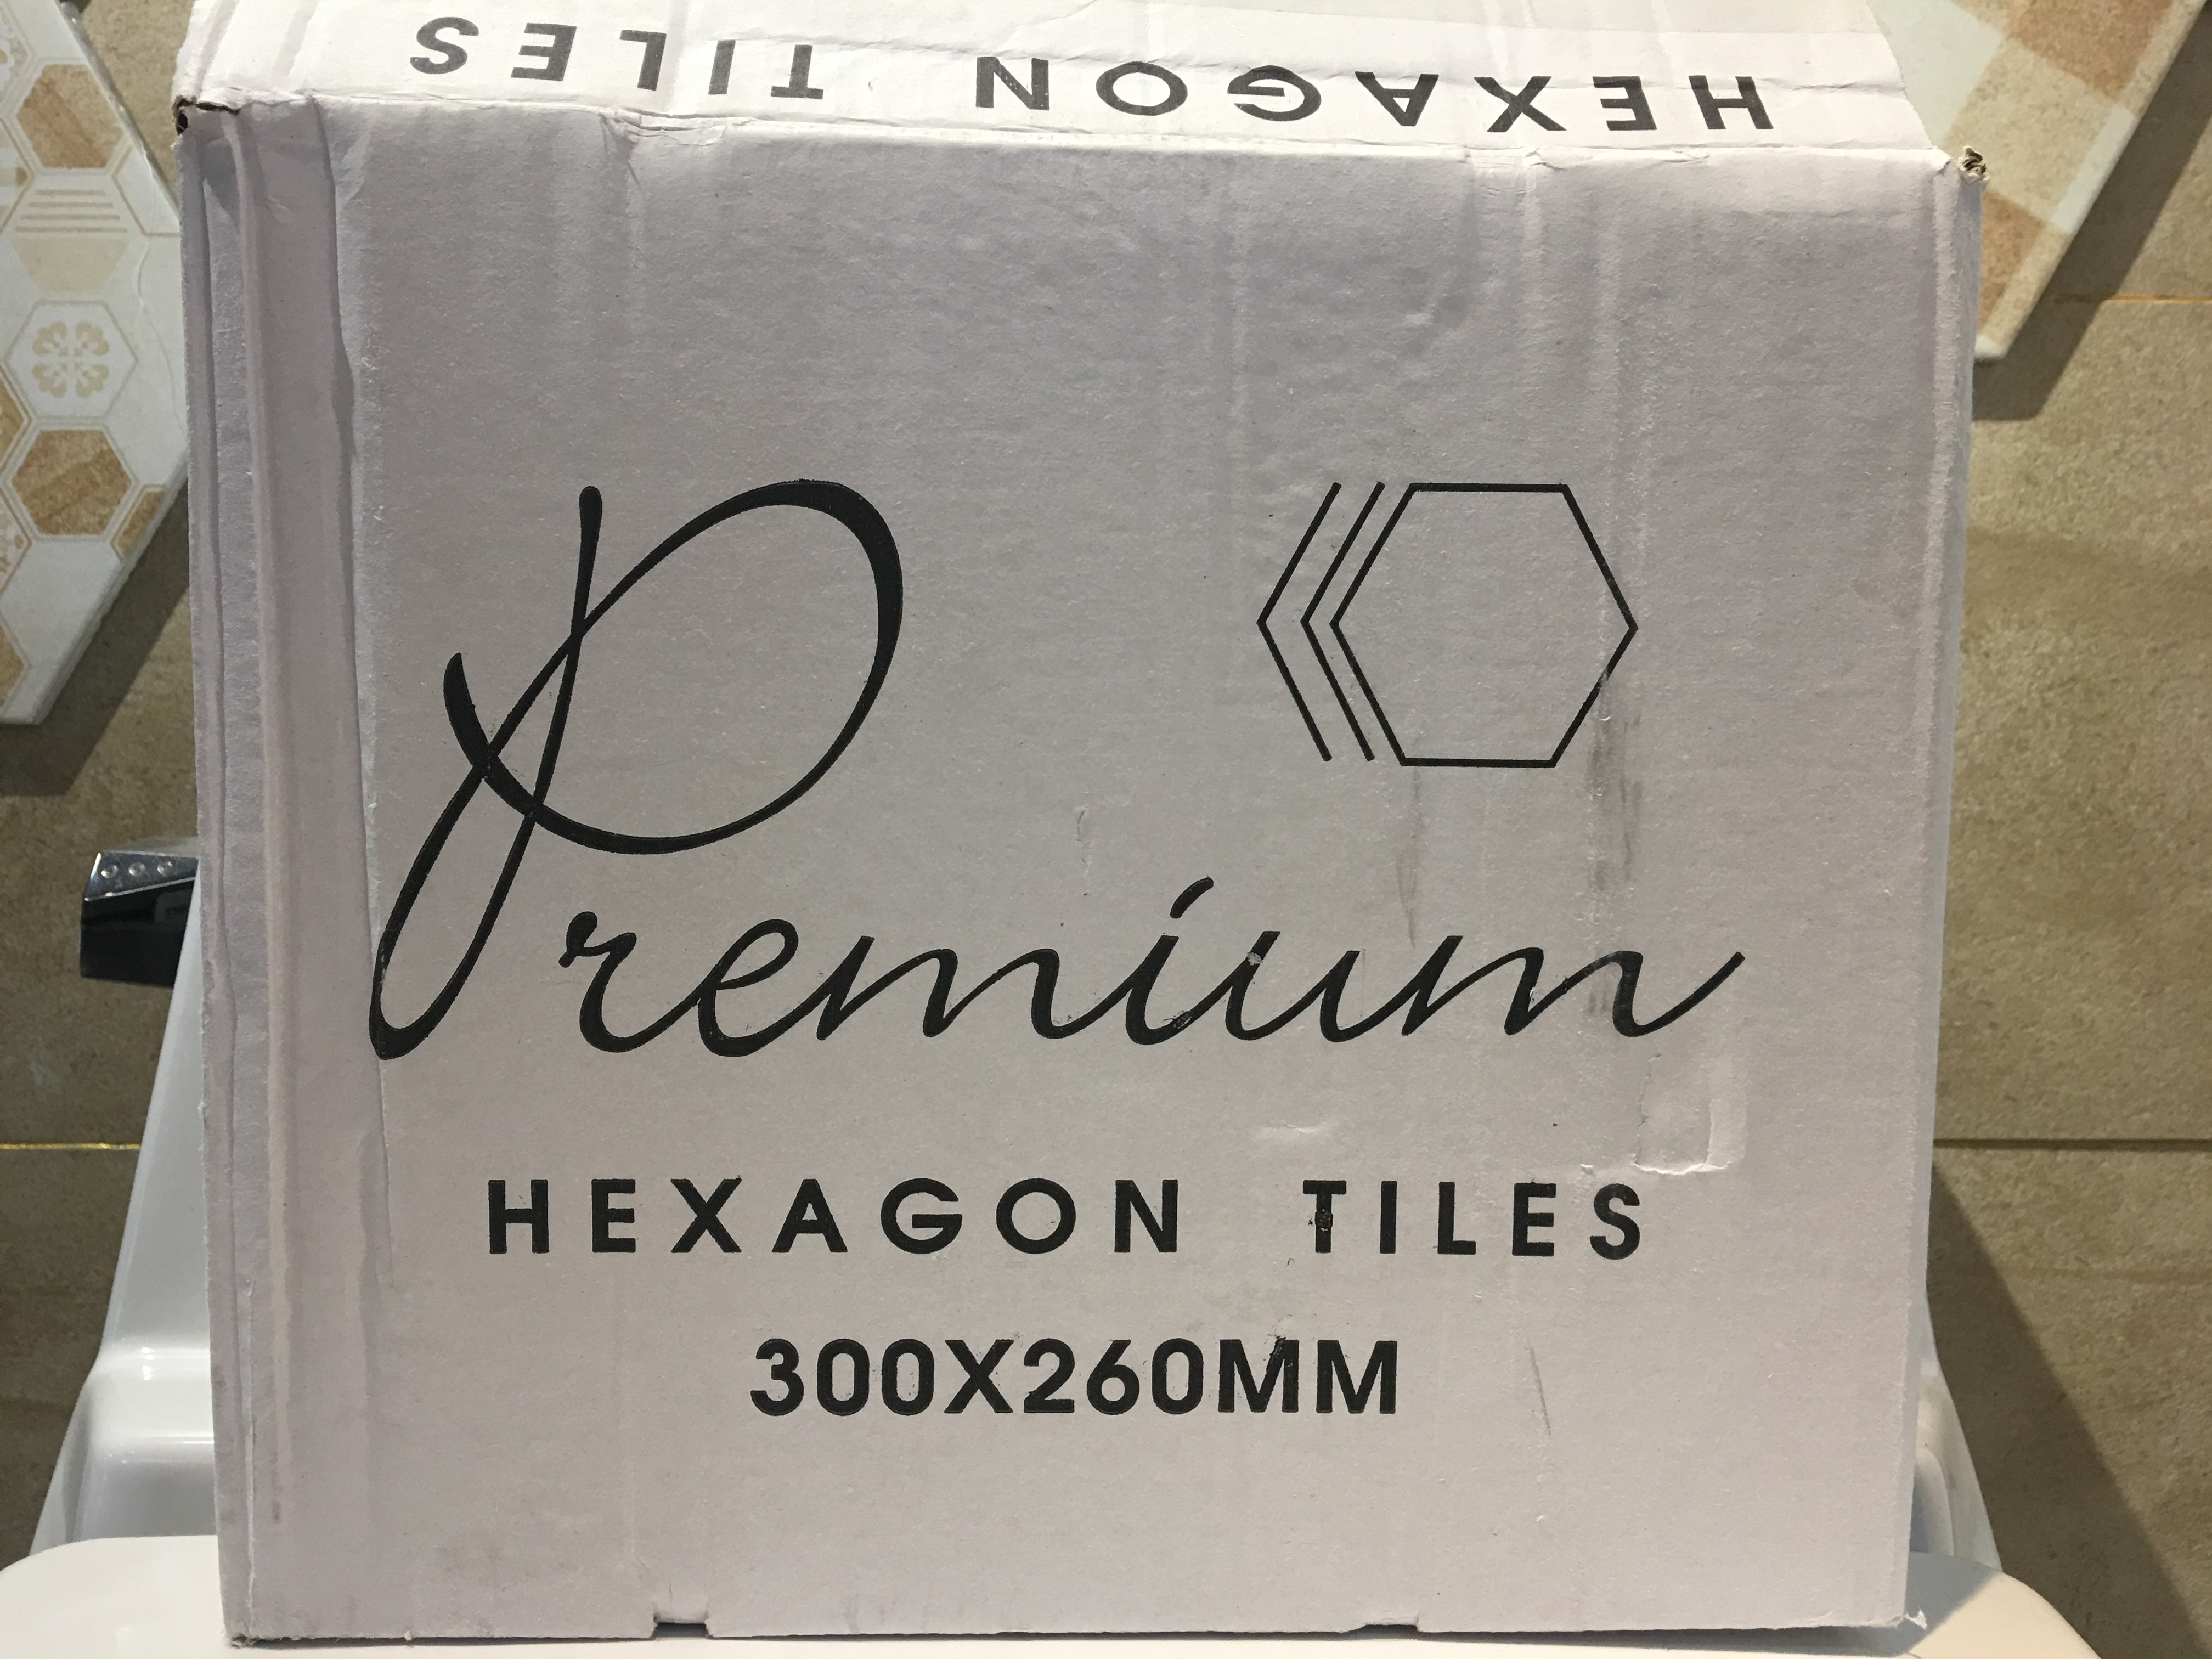 HEXAGON TILES
Premium
HEXAGON TILES
300X260MM